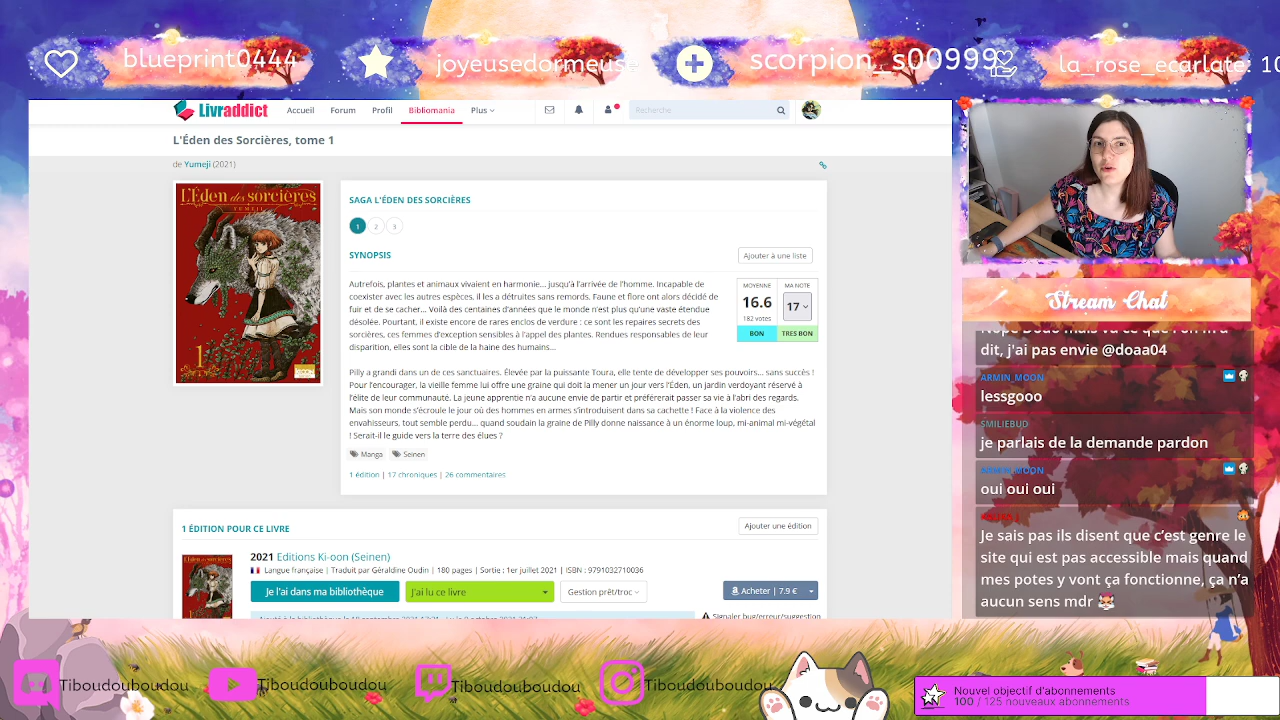 blueprint0444
joyeusedormeuse
scorpion_s00999
la_rose_ecarlate: 10
Livraddict
Accueil
Forum
Profil
Bibliomania
Plus
Recherche
L'Éden des Sorcières, tome 1
de Yumeji (2021)
L'Éden des sorcières
YUMEJI
1
SAGA L'ÉDEN DES SORCIÈRES
1 2 3
SYNOPSIS
Ajouter à une liste
Autrefois, plantes et animaux vivaient en harmonie... jusqu'à l'arrivée de l'homme. Incapable de
coexister avec les autres espèces, il les a détruites sans remords. Faune et flore ont alors décidé de
fuir et de se cacher... Voilà des centaines d'années que le monde n'est plus qu'une vaste étendue
désolée. Pourtant, il existe encore de rares enclos de verdure : ce sont les repaires secrets des
sorcières, ces femmes d'exception sensibles à l'appel des plantes. Rendues responsables de leur
disparition, elles sont la cible de la haine des humains...
MOYENNE
16.6
182 votes
BON
MA NOTE
17
TRES BON
Pilly a grandi dans un de ces sanctuaires. Élevée par la puissante Toura, elle tente de développer ses pouvoirs... sans succès !
Pour l'encourager, la vieille femme lui offre une graine qui doit la mener un jour vers l'Éden, un jardin verdoyant réservé à
l'élite de leur communauté. La jeune apprentie n'a aucune envie de partir et préférerait passer sa vie à l'abri des regards.
Mais son monde s'écroule le jour où des hommes en armes s'introduisent dans sa cachette ! Face à la violence des
envahisseurs, tout semble perdu... quand soudain la graine de Pilly donne naissance à un énorme loup, mi-animal mi-végétal
! Serait-il le guide vers la terre des élues ?
Manga
Seinen
1 édition | 17 chroniques | 26 commentaires
1 ÉDITION POUR CE LIVRE
Ajouter une édition
2021 Editions Ki-oon (Seinen)
Langue française | Traduit par Géraldine Oudin | 180 pages | Sortie : 1er juillet 2021 | ISBN : 9791032710036
Je l'ai dans ma bibliothèque
J'ai lu ce livre
Gestion prêt/troc
Acheter | 7.9 €
Signaler bug/erreur/suggestion
Stream Chat
dit, j'ai pas envie @doaa04
ARMIN_MOON
lessgooo
SMILIEBUD
je parlais de la demande pardon
ARMIN_MOON
oui oui oui
Je sais pas ils disent que c'est genre le
site qui est pas accessible mais quand
mes potes y vont ça fonctionne, ça n'a
aucun sens mdr
Tiboudouboudou
Tiboudouboudou
Tiboudouboudou
Tiboudouboudou
Nouvel objectif d'abonnements
100 / 125 nouveaux abonnements